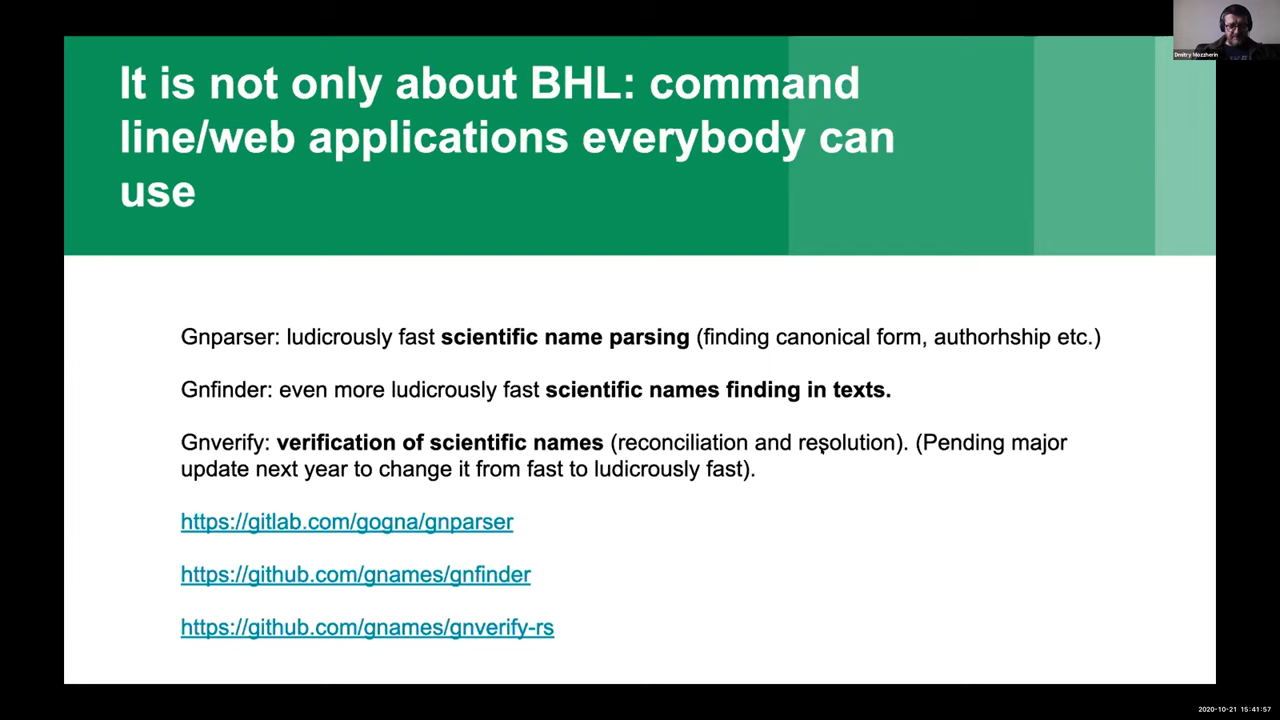 It is not only about BHL: command
line/web applications everybody can
use
Dmitry Mozzherin
Gnparser: ludicrously fast scientific name parsing (finding canonical form, authorhship etc.)
Gnfinder: even more ludicrously fast scientific names finding in texts.
Gnverify: verification of scientific names (reconciliation and resolution). (Pending major
update next year to change it from fast to ludicrously fast).
https://gitlab.com/gogna/gnparser
https://github.com/gnames/gnfinder
https://github.com/gnames/gnverify-rs
2020-10-21 15:41:57